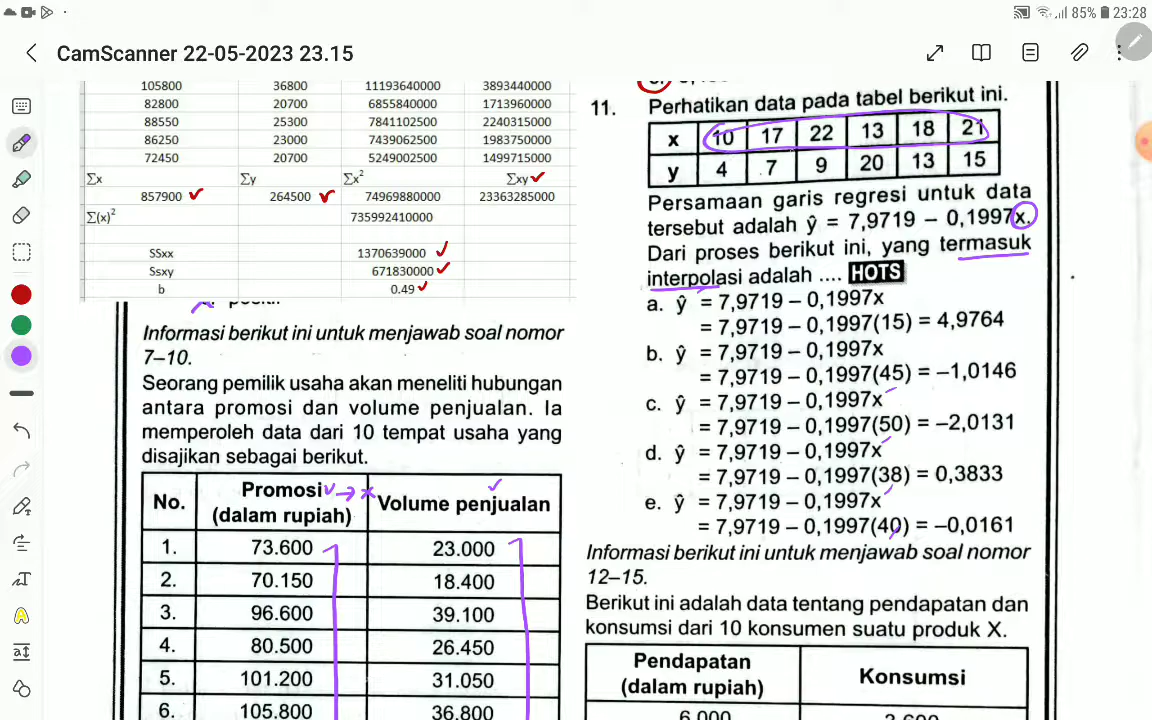 85% 23:28
CamScanner 22-05-2023 23.15
105800 36800 11193640000 3893440000
82800 20700 6855840000 1713960000
88550 25300 7841102500 2240315000
86250 23000 7439062500 1983750000
72450 20700 5249002500 1499715000
∑x ∑y ∑x² ∑xy
857900 264500 74969880000 23363285000
∑(x)² 735992410000
SSxx 1370639000
Ssxy 671830000
b 0.49
Informasi berikut ini untuk menjawab soal nomor
7–10.
Seorang pemilik usaha akan meneliti hubungan
antara promosi dan volume penjualan. Ia
memperoleh data dari 10 tempat usaha yang
disajikan sebagai berikut.
No. Promosi (dalam rupiah) → x Volume penjualan
1. 73.600 23.000
2. 70.150 18.400
3. 96.600 39.100
4. 80.500 26.450
5. 101.200 31.050
6. 105.800 36.800
11. Perhatikan data pada tabel berikut ini.
x 10 17 22 13 18 21
y 4 7 9 20 13 15
Persamaan garis regresi untuk data
tersebut adalah ŷ = 7,9719 – 0,1997x.
Dari proses berikut ini, yang termasuk
interpolasi adalah .... HOTS
a. ŷ = 7,9719 – 0,1997x
= 7,9719 – 0,1997(15) = 4,9764
b. ŷ = 7,9719 – 0,1997x
= 7,9719 – 0,1997(45) = –1,0146
c. ŷ = 7,9719 – 0,1997x
= 7,9719 – 0,1997(50) = –2,0131
d. ŷ = 7,9719 – 0,1997x
= 7,9719 – 0,1997(38) = 0,3833
e. ŷ = 7,9719 – 0,1997x
= 7,9719 – 0,1997(40) = –0,0161
Informasi berikut ini untuk menjawab soal nomor
12–15.
Berikut ini adalah data tentang pendapatan dan
konsumsi dari 10 konsumen suatu produk X.
Pendapatan (dalam rupiah) Konsumsi